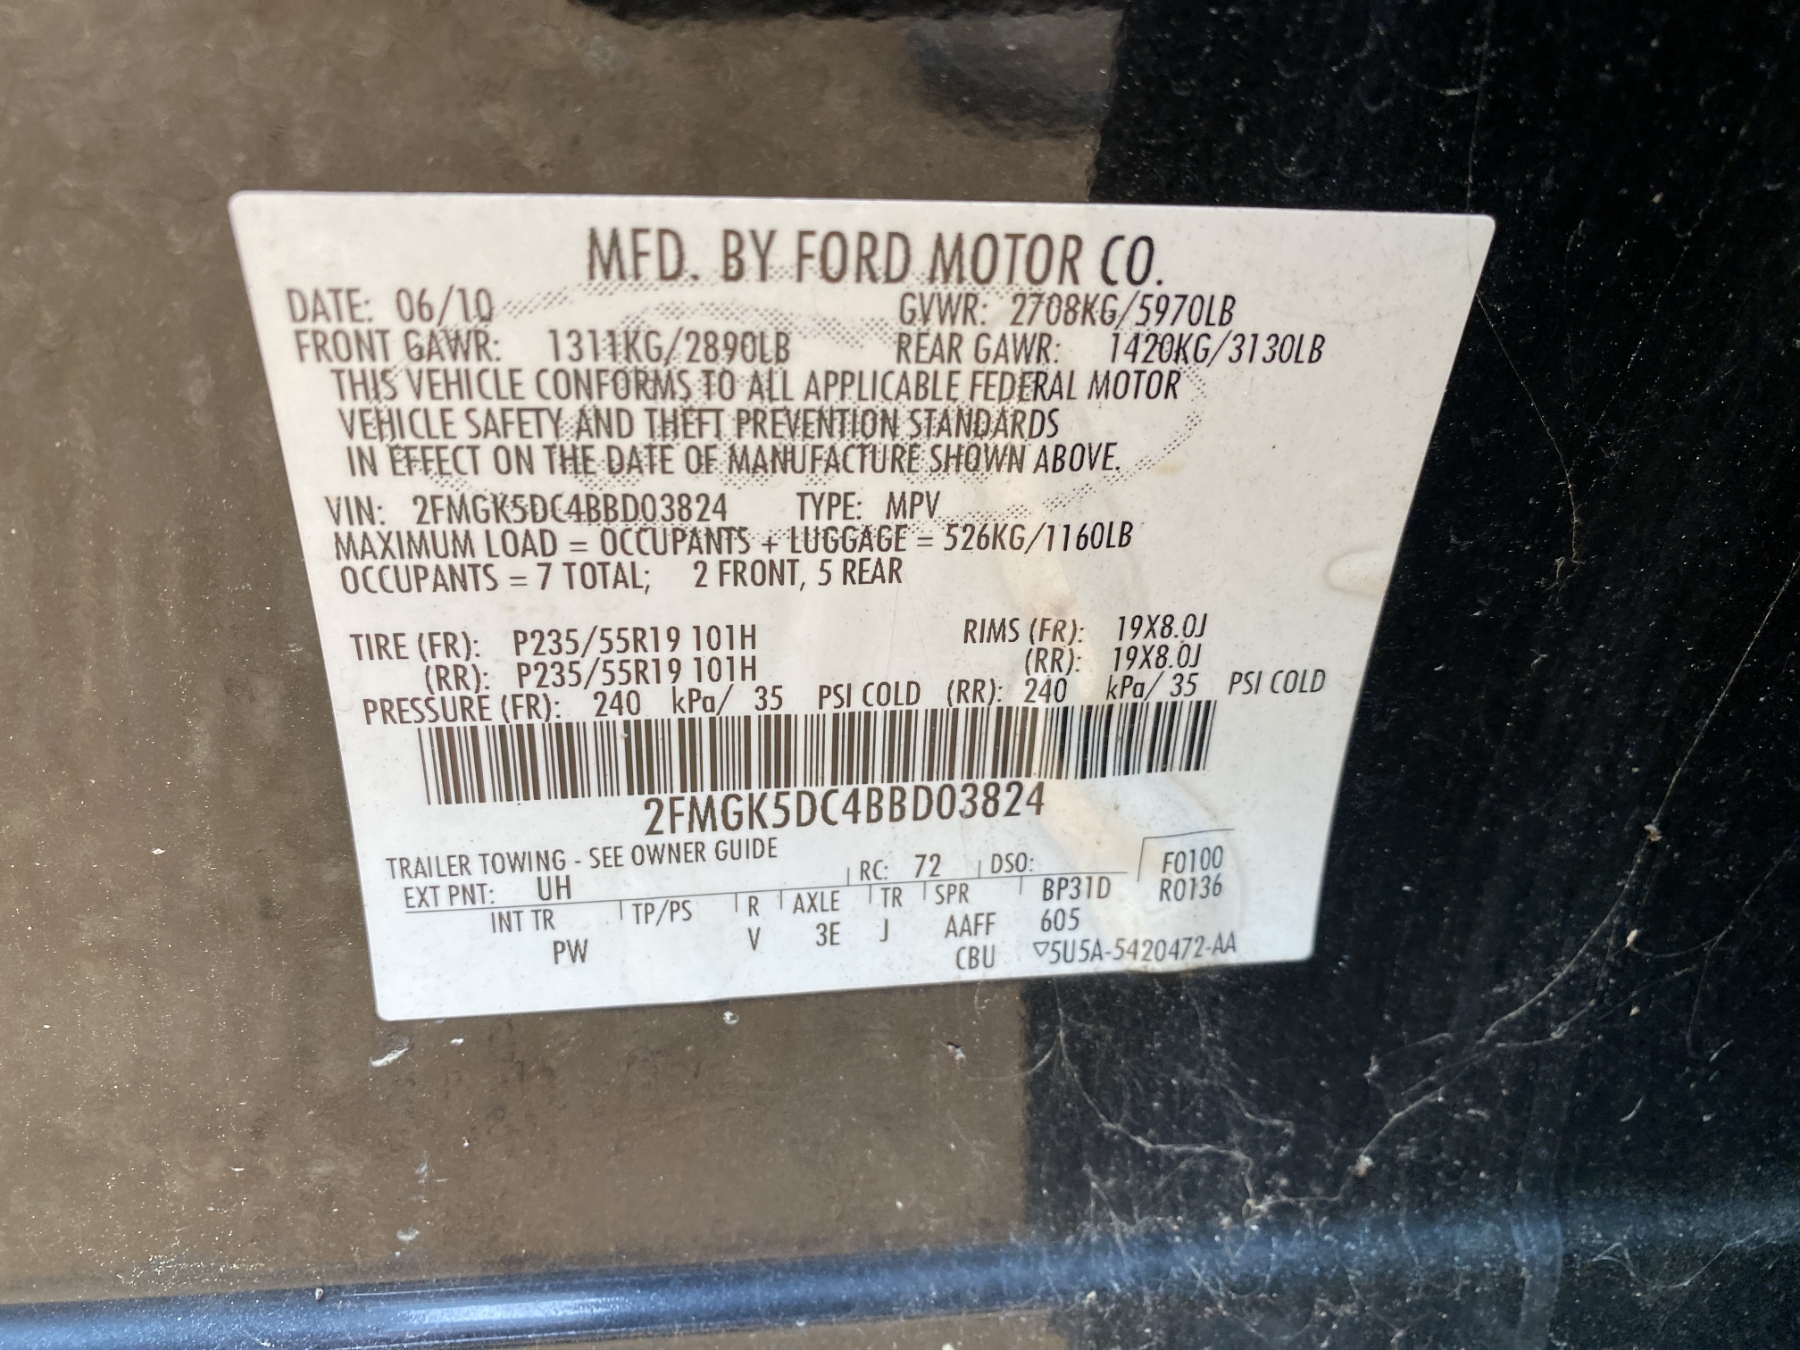 MFD. BY FORD MOTOR CO.
DATE: 06/10 GVWR: 2708KG/5970LB
FRONT GAWR: 1311KG/2890LB REAR GAWR: 1420KG/3130LB
THIS VEHICLE CONFORMS TO ALL APPLICABLE FEDERAL MOTOR
VEHICLE SAFETY AND THEFT PREVENTION STANDARDS
IN EFFECT ON THE DATE OF MANUFACTURE SHOWN ABOVE.
VIN: 2FMGK5DC4BBD03824 TYPE: MPV
MAXIMUM LOAD = OCCUPANTS + LUGGAGE = 526KG/1160LB
OCCUPANTS = 7 TOTAL; 2 FRONT, 5 REAR
TIRE (FR): P235/55R19 101H RIMS (FR): 19X8.0J
(RR): P235/55R19 101H (RR): 19X8.0J
PRESSURE (FR): 240 kPa/ 35 PSI COLD (RR): 240 kPa/ 35 PSI COLD
2FMGK5DC4BBD03824
TRAILER TOWING - SEE OWNER GUIDE
EXT PNT: UH RC: 72 DSO: F0100
INT TR TP/PS R AXLE TR SPR BP31D R0136
PW V 3E J AAFF 605
CBU ▽5U5A-5420472-AA